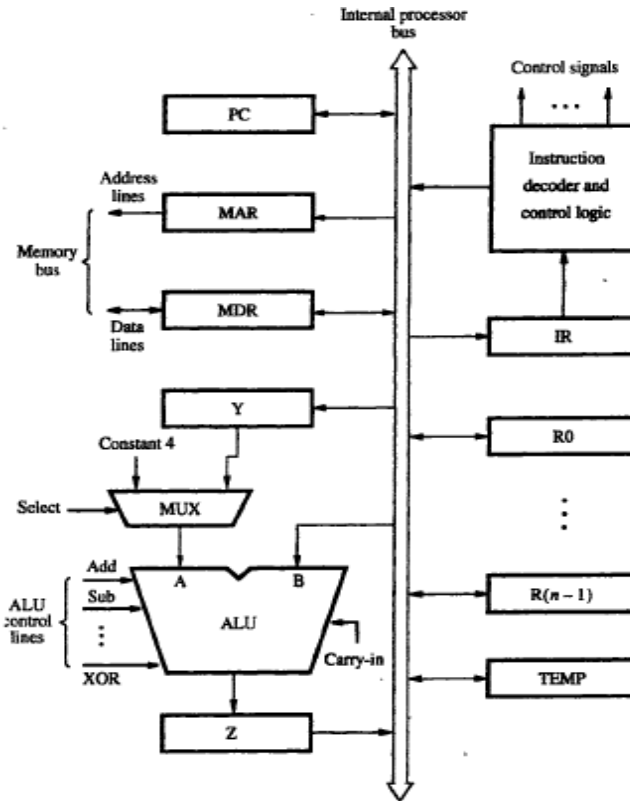 Internal processor
bus
Control signals
...
PC
Instruction
decoder and
control logic
Address
lines
MAR
Memory
bus
MDR
Data
lines
IR
Y
R0
Constant 4
Select
MUX
Add
A
B
Sub
ALU
control
lines
ALU
R(n − 1)
Carry-in
XOR
TEMP
Z